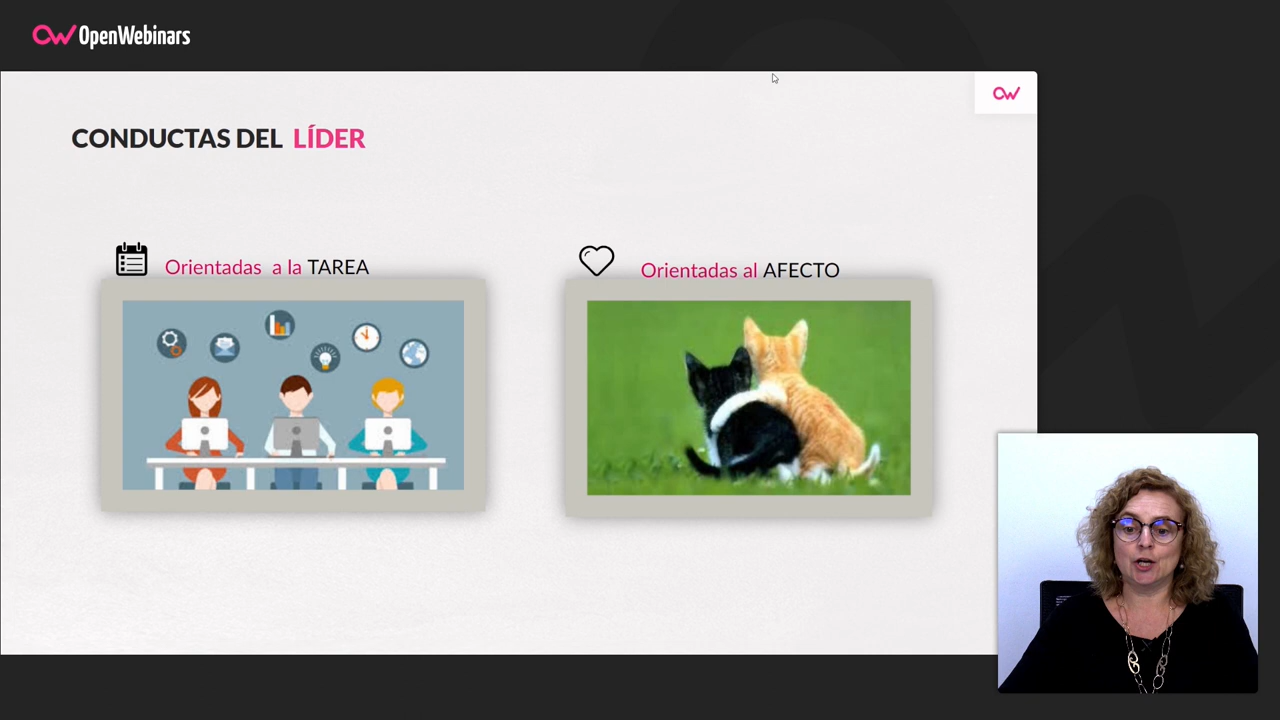 OpenWebinars
CONDUCTAS DEL LÍDER
Orientadas a la TAREA
Orientadas al AFECTO